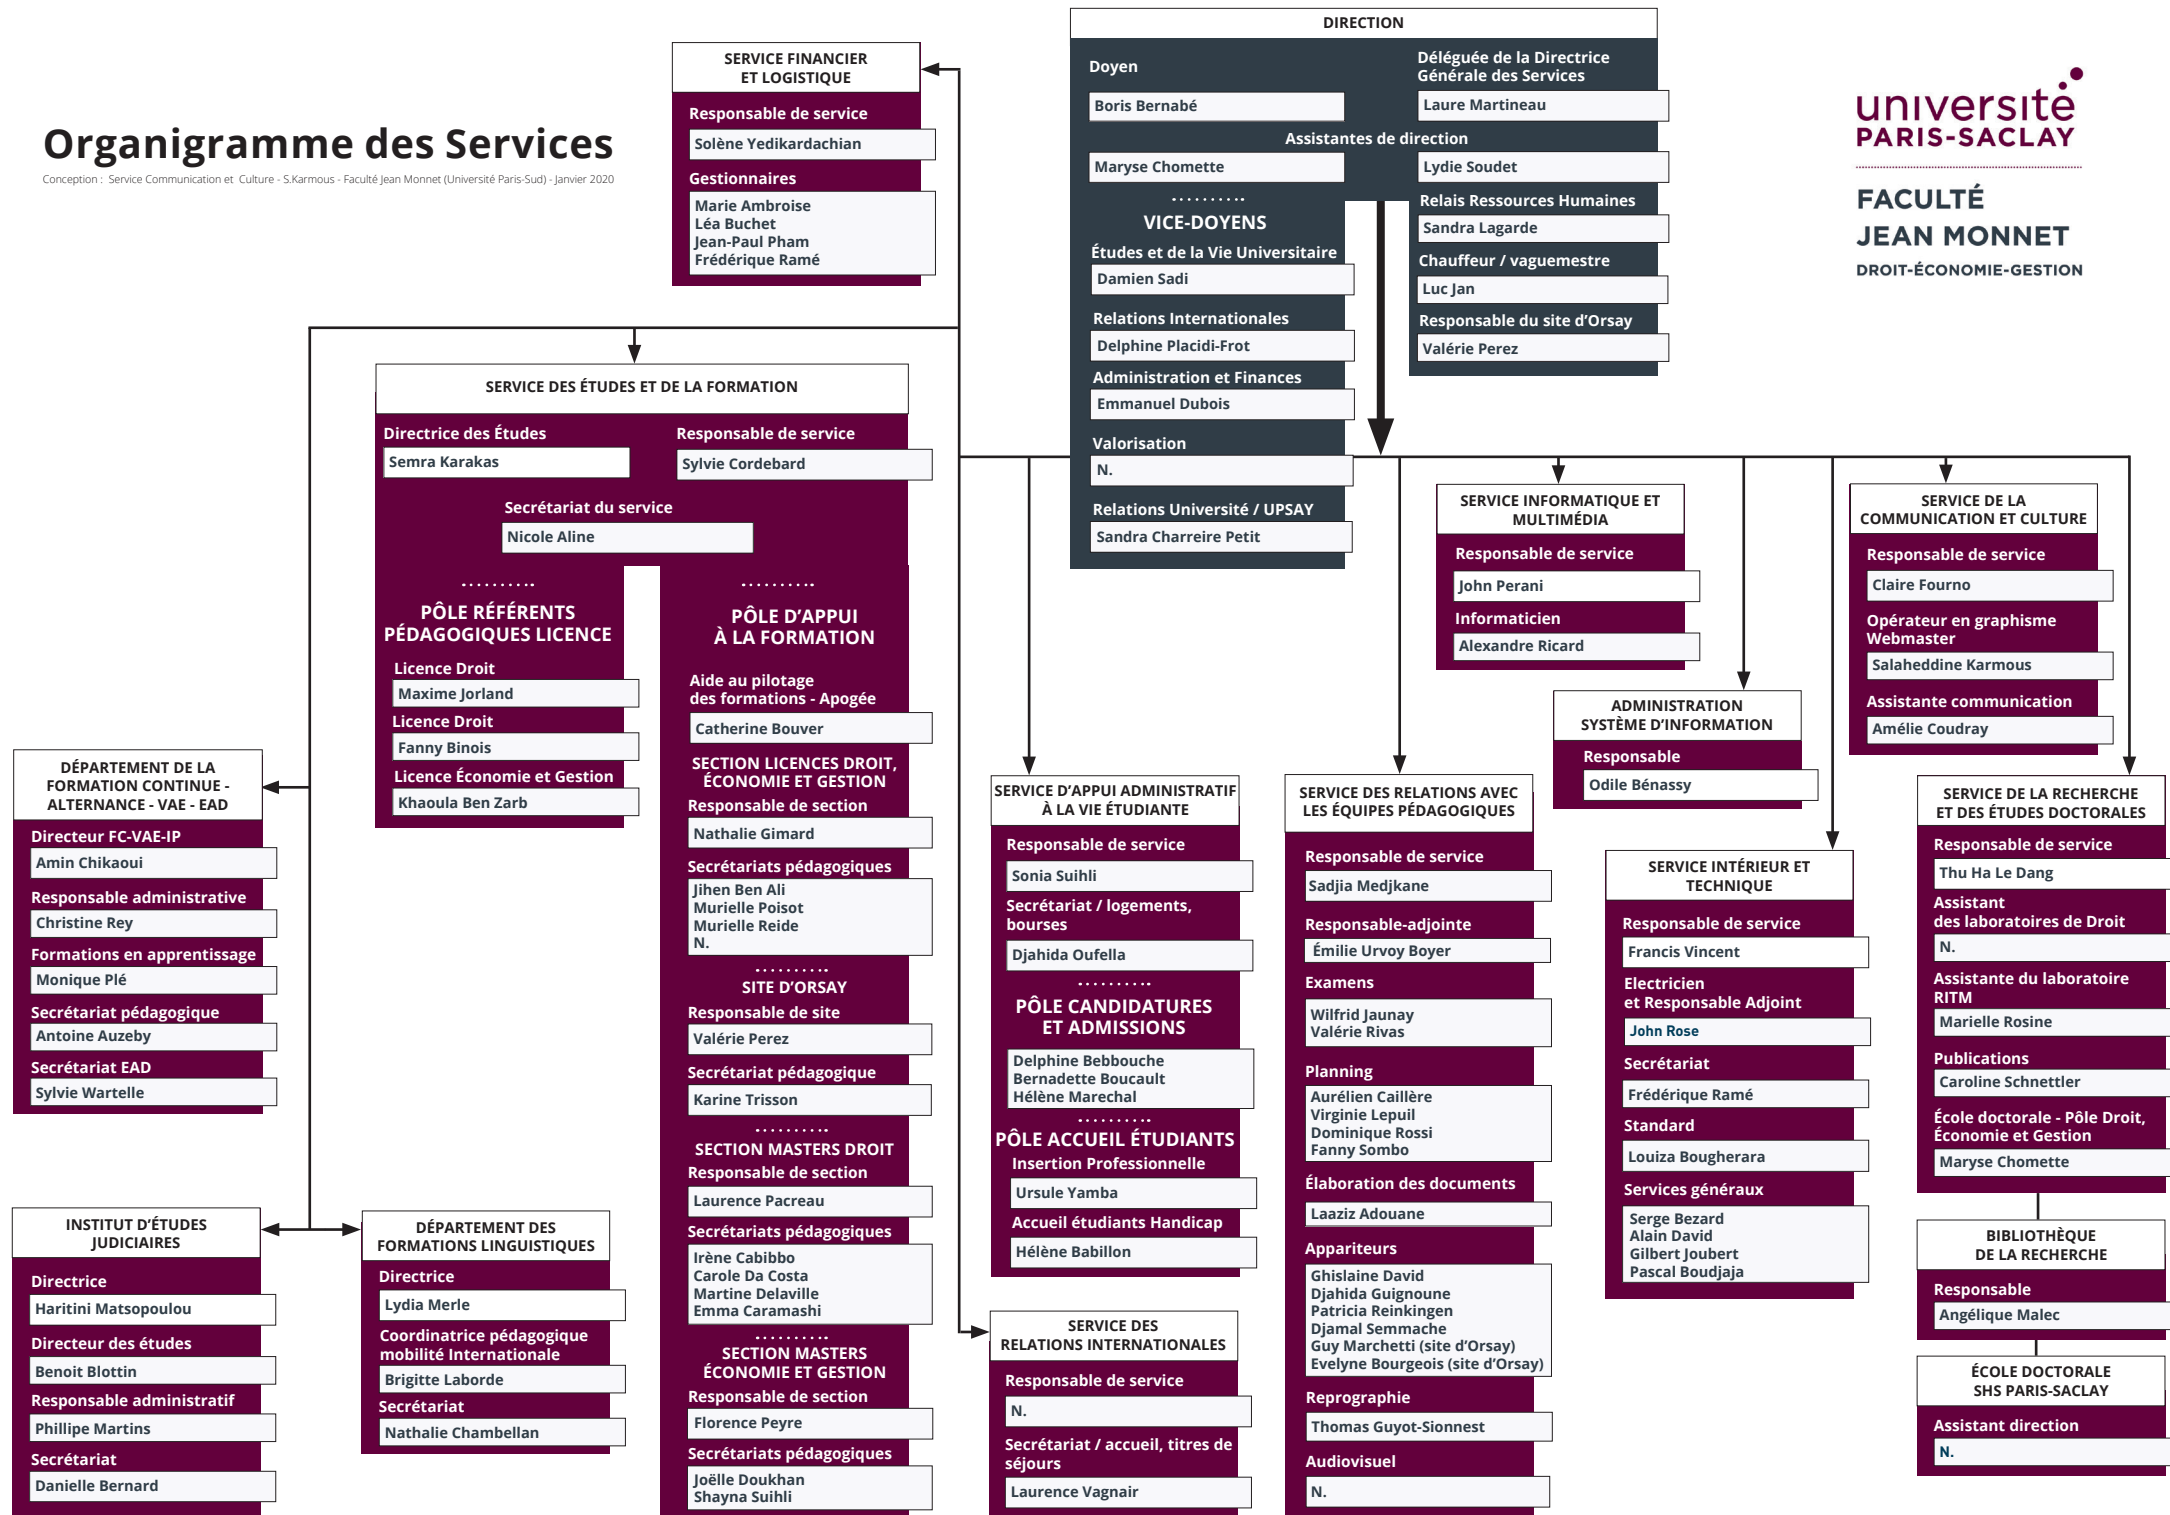 Organigramme des Services
Conception : Service Communication et Culture - S.Karmous - Faculté Jean Monnet (Université Paris-Sud) - Janvier 2020
SERVICE FINANCIER
ET LOGISTIQUE
Responsable de service
Solène Yedikardachian
Gestionnaires
Marie Ambroise
Léa Buchet
Jean-Paul Pham
Frédérique Ramé
DIRECTION
Doyen
Boris Bernabé
Déléguée de la Directrice
Générale des Services
Laure Martineau
Assistantes de direction
Maryse Chomette
Lydie Soudet
VICE-DOYENS
Études et de la Vie Universitaire
Damien Sadi
Relations Internationales
Delphine Placidi-Frot
Administration et Finances
Emmanuel Dubois
Valorisation
N.
Relations Université / UPSAY
Sandra Charreire Petit
Relais Ressources Humaines
Sandra Lagarde
Chauffeur / vaguemestre
Luc Jan
Responsable du site d'Orsay
Valérie Perez
université
PARIS-SACLAY
FACULTÉ
JEAN MONNET
DROIT-ÉCONOMIE-GESTION
SERVICE DES ÉTUDES ET DE LA FORMATION
Directrice des Études
Semra Karakas
Responsable de service
Sylvie Cordebard
Secrétariat du service
Nicole Aline
PÔLE RÉFÉRENTS
PÉDAGOGIQUES LICENCE
Licence Droit
Maxime Jorland
Licence Droit
Fanny Binois
Licence Économie et Gestion
Khaoula Ben Zarb
PÔLE D'APPUI
À LA FORMATION
Aide au pilotage
des formations - Apogée
Catherine Bouver
SECTION LICENCES DROIT,
ÉCONOMIE ET GESTION
Responsable de section
Nathalie Gimard
Secrétariats pédagogiques
Jihen Ben Ali
Murielle Poisot
Murielle Reide
N.
SITE D'ORSAY
Responsable de site
Valérie Perez
Secrétariat pédagogique
Karine Trisson
SECTION MASTERS DROIT
Responsable de section
Laurence Pacreau
Secrétariats pédagogiques
Irène Cabibbo
Carole Da Costa
Martine Delaville
Emma Caramashi
SECTION MASTERS
ÉCONOMIE ET GESTION
Responsable de section
Florence Peyre
Secrétariats pédagogiques
Joëlle Doukhan
Shayna Suihli
DÉPARTEMENT DE LA
FORMATION CONTINUE -
ALTERNANCE - VAE - EAD
Directeur FC-VAE-IP
Amin Chikaoui
Responsable administrative
Christine Rey
Formations en apprentissage
Monique Plé
Secrétariat pédagogique
Antoine Auzeby
Secrétariat EAD
Sylvie Wartelle
INSTITUT D'ÉTUDES
JUDICIAIRES
Directrice
Haritini Matsopoulou
Directeur des études
Benoit Blottin
Responsable administratif
Phillipe Martins
Secrétariat
Danielle Bernard
DÉPARTEMENT DES
FORMATIONS LINGUISTIQUES
Directrice
Lydia Merle
Coordinatrice pédagogique
mobilité Internationale
Brigitte Laborde
Secrétariat
Nathalie Chambellan
SERVICE D'APPUI ADMINISTRATIF
À LA VIE ÉTUDIANTE
Responsable de service
Sonia Suihli
Secrétariat / logements,
bourses
Djahida Oufella
PÔLE CANDIDATURES
ET ADMISSIONS
Delphine Bebbouche
Bernadette Boucault
Hélène Marechal
PÔLE ACCUEIL ÉTUDIANTS
Insertion Professionnelle
Ursule Yamba
Accueil étudiants Handicap
Hélène Babillon
SERVICE DES
RELATIONS INTERNATIONALES
Responsable de service
N.
Secrétariat / accueil, titres de
séjours
Laurence Vagnair
SERVICE DES RELATIONS AVEC
LES ÉQUIPES PÉDAGOGIQUES
Responsable de service
Sadjia Medjkane
Responsable-adjointe
Émilie Urvoy Boyer
Examens
Wilfrid Jaunay
Valérie Rivas
Planning
Aurélien Caillère
Virginie Lepuil
Dominique Rossi
Fanny Sombo
Élaboration des documents
Laaziz Adouane
Appariteurs
Ghislaine David
Djahida Guignoune
Patricia Reinkingen
Djamal Semmache
Guy Marchetti (site d'Orsay)
Evelyne Bourgeois (site d'Orsay)
Reprographie
Thomas Guyot-Sionnest
Audiovisuel
N.
SERVICE INFORMATIQUE ET
MULTIMÉDIA
Responsable de service
John Perani
Informaticien
Alexandre Ricard
ADMINISTRATION
SYSTÈME D'INFORMATION
Responsable
Odile Bénassy
SERVICE INTÉRIEUR ET
TECHNIQUE
Responsable de service
Francis Vincent
Electricien
et Responsable Adjoint
John Rose
Secrétariat
Frédérique Ramé
Standard
Louiza Bougherara
Services généraux
Serge Bezard
Alain David
Gilbert Joubert
Pascal Boudjaja
SERVICE DE LA
COMMUNICATION ET CULTURE
Responsable de service
Claire Fourno
Opérateur en graphisme
Webmaster
Salaheddine Karmous
Assistante communication
Amélie Coudray
SERVICE DE LA RECHERCHE
ET DES ÉTUDES DOCTORALES
Responsable de service
Thu Ha Le Dang
Assistant
des laboratoires de Droit
N.
Assistante du laboratoire
RITM
Marielle Rosine
Publications
Caroline Schnettler
École doctorale - Pôle Droit,
Économie et Gestion
Maryse Chomette
BIBLIOTHÈQUE
DE LA RECHERCHE
Responsable
Angélique Malec
ÉCOLE DOCTORALE
SHS PARIS-SACLAY
Assistant direction
N.